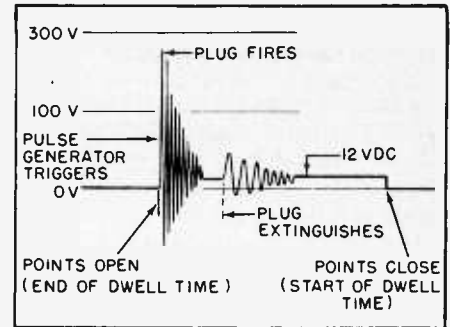 300 V
PLUG FIRES
100 V
PULSE
GENERATOR
TRIGGERS
12 VDC
0 V
PLUG
EXTINGUISHES
POINTS OPEN
(END OF DWELL TIME)
POINTS CLOSE
(START OF DWELL
TIME)